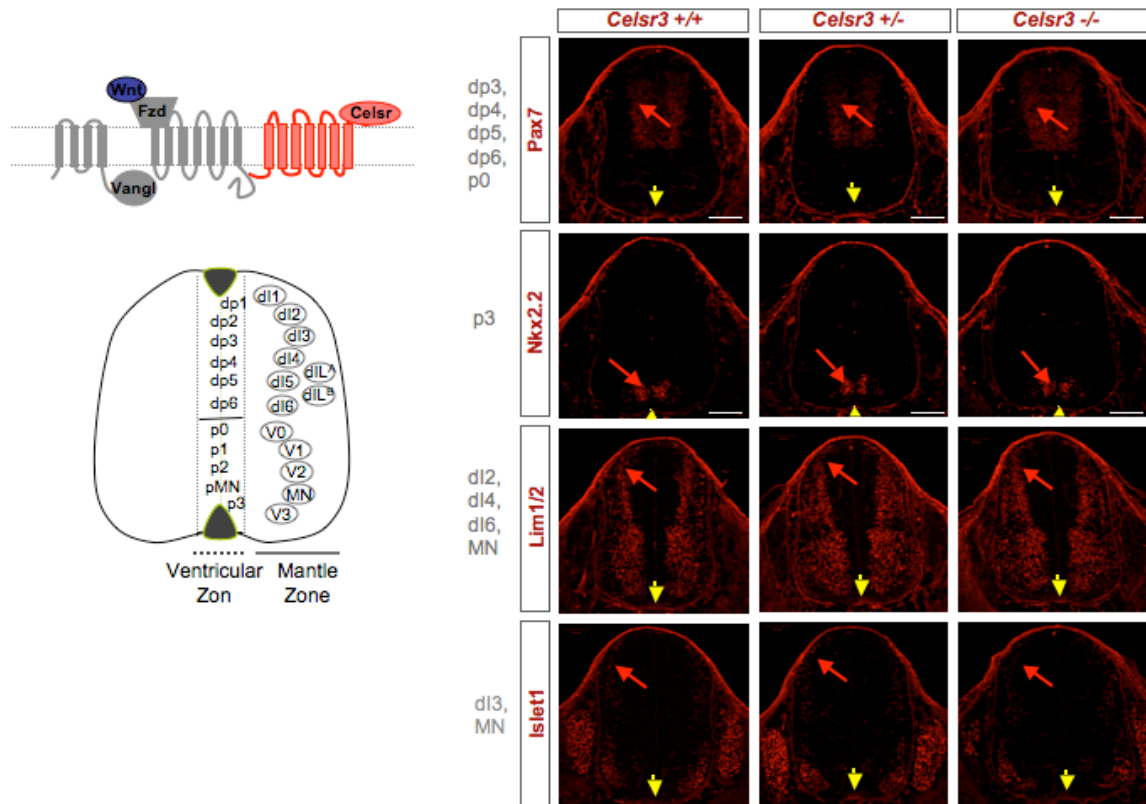 Celsr3 +/+
Celsr3 +/-
Celsr3 -/-
Wnt
Fzd
Celsr
Vangl
dp3,
dp4,
dp5,
dp6,
p0
Pax7
p3
Nkx2.2
dI2,
dI4,
dI6,
MN
Lim1/2
dI3,
MN
Islet1
dp1
dp2
dp3
dp4
dp5
dp6
p0
p1
p2
pMN
p3
dI1
dI2
dI3
dI4
dILA
dI5
dILB
dI6
V0
V1
V2
MN
V3
Ventricular
Zon
Mantle
Zone